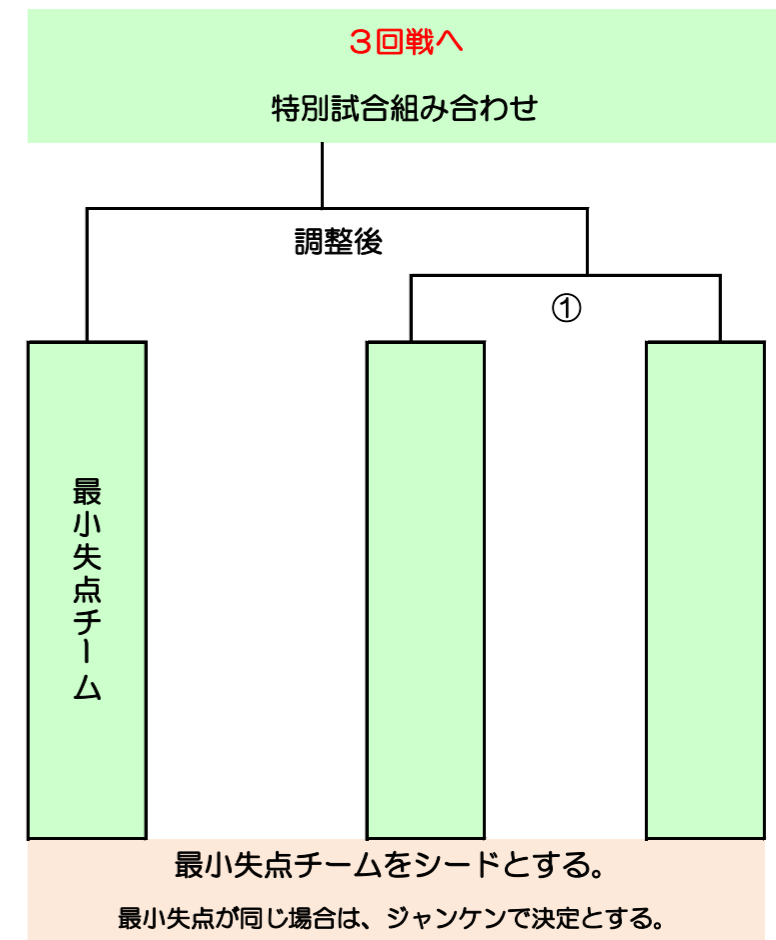 ３回戦へ
特別試合組み合わせ
調整後
①
最小失点チーム
最小失点チームをシードとする。
最小失点が同じ場合は、ジャンケンで決定とする。